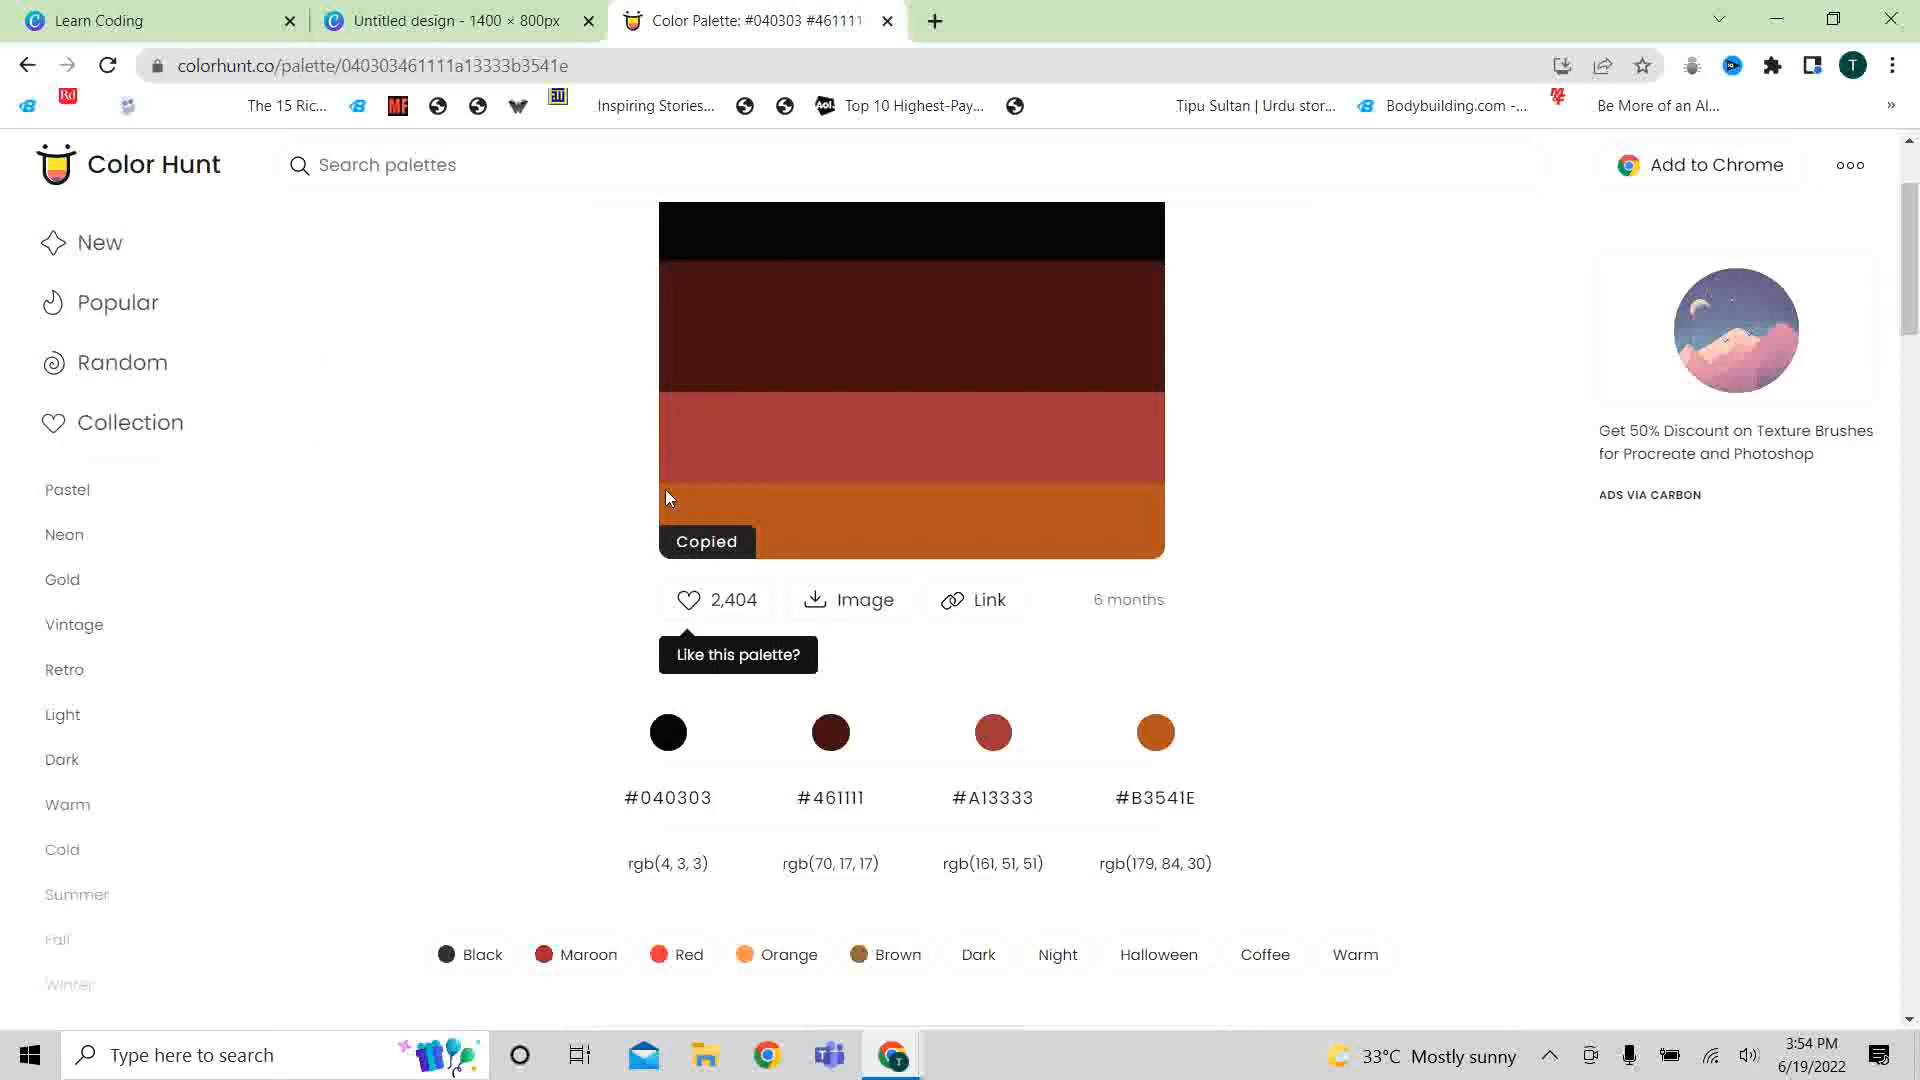 Learn Coding
Untitled design - 1400 × 800px
Color Palette: #040303 #461111
colorhunt.co/palette/040303461111a13333b3541e
T
Rd
The 15 Ric...
MF
Inspiring Stories...
Aol.
Top 10 Highest-Pay...
Tipu Sultan | Urdu stor...
Bodybuilding.com -...
Be More of an Al...
»
Color Hunt
Search palettes
Add to Chrome
New
Popular
Random
Collection
Pastel
Neon
Gold
Vintage
Retro
Light
Dark
Warm
Cold
Summer
Fall
Winter
Copied
2,404
Image
Link
6 months
Like this palette?
#040303
#461111
#A13333
#B3541E
rgb(4, 3, 3)
rgb(70, 17, 17)
rgb(161, 51, 51)
rgb(179, 84, 30)
Black
Maroon
Red
Orange
Brown
Dark
Night
Halloween
Coffee
Warm
Get 50% Discount on Texture Brushes
for Procreate and Photoshop
ADS VIA CARBON
Type here to search
33°C Mostly sunny
3:54 PM
6/19/2022